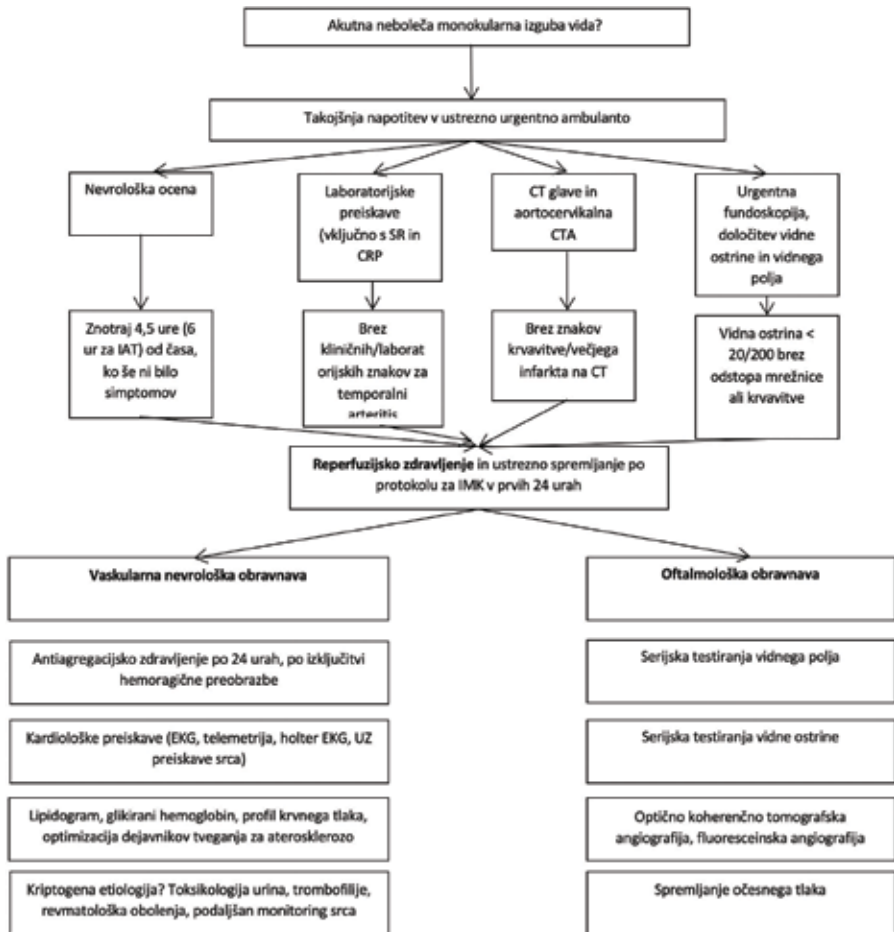 Akutna neboleča monokularna izguba vida?
Takojšnja napotitev v ustrezno urgentno ambulanto
Nevrološka ocena
Laboratorijske
preiskave
(vključno s SR in
CRP
CT glave in
aortocervikalna
CTA
Urgentna
fundoskopija,
določitev vidne
ostrine in vidnega
polja
Znotraj 4,5 ure (6
ur za IAT) od časa,
ko še ni bilo
simptomov
Brez
kliničnih/laborat
orijskih znakov za
temporalni
arteritis
Brez znakov
krvavitve/večjega
infarkta na CT
Vidna ostrina <
20/200 brez
odstopa mrežnice
ali krvavitve
Reperfuzijsko zdravljenje in ustrezno spremljanje po
protokolu za IMK v prvih 24 urah
Vaskularna nevrološka obravnava
Antiagregacijsko zdravljenje po 24 urah, po izključitvi
hemoragične preobrazbe
Kardiološke preiskave (EKG, telemetrija, holter EKG, UZ
preiskave srca)
Lipidogram, glikirani hemoglobin, profil krvnega tlaka,
optimizacija dejavnikov tveganja za aterosklerozo
Kriptogena etiologija? Toksikologija urina, trombofilije,
revmatološka obolenja, podaljšan monitoring srca
Oftalmološka obravnava
Serijska testiranja vidnega polja
Serijska testiranja vidne ostrine
Optično koherenčno tomografska
angiografija, fluoresceinska angiografija
Spremljanje očesnega tlaka